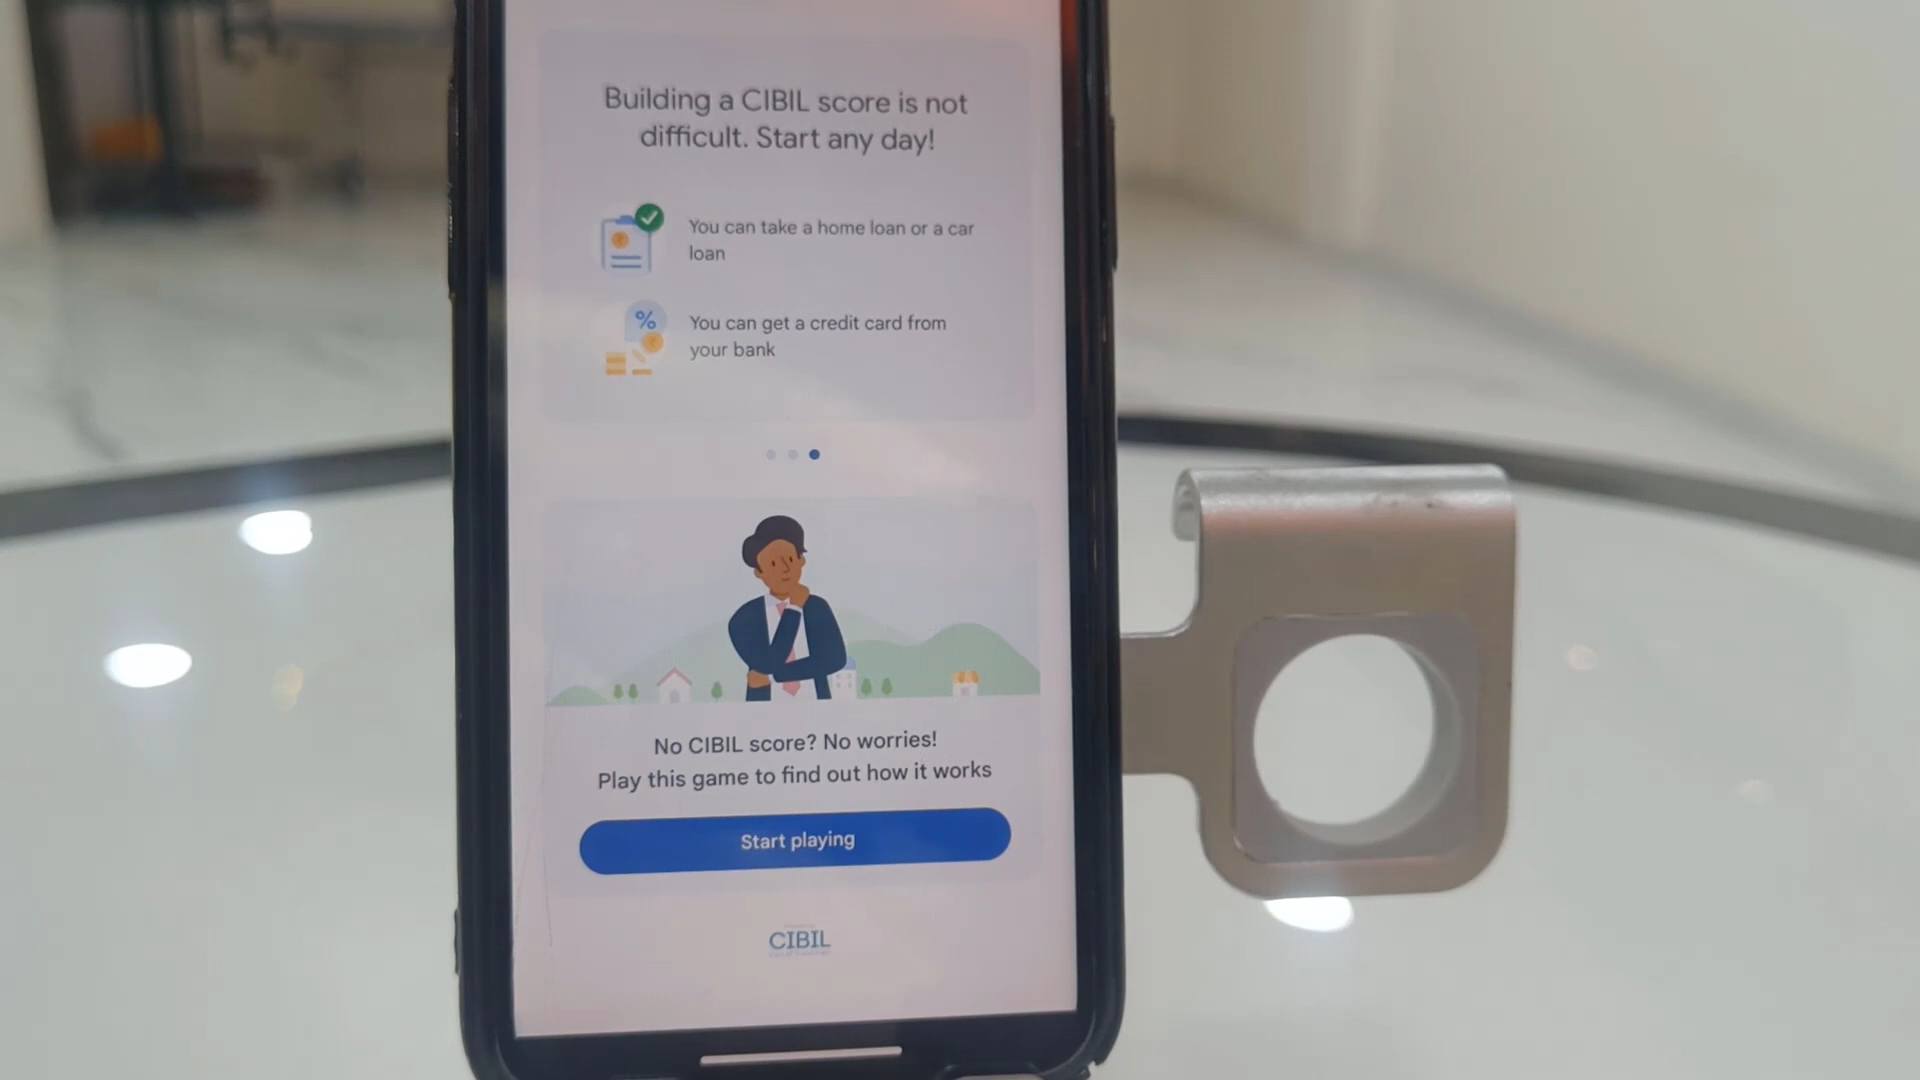 Building a CIBIL score is not
difficult. Start any day!
You can take a home loan or a car
loan
%
You can get a credit card from
your bank
No CIBIL score? No worries!
Play this game to find out how it works
Start playing
CIBIL